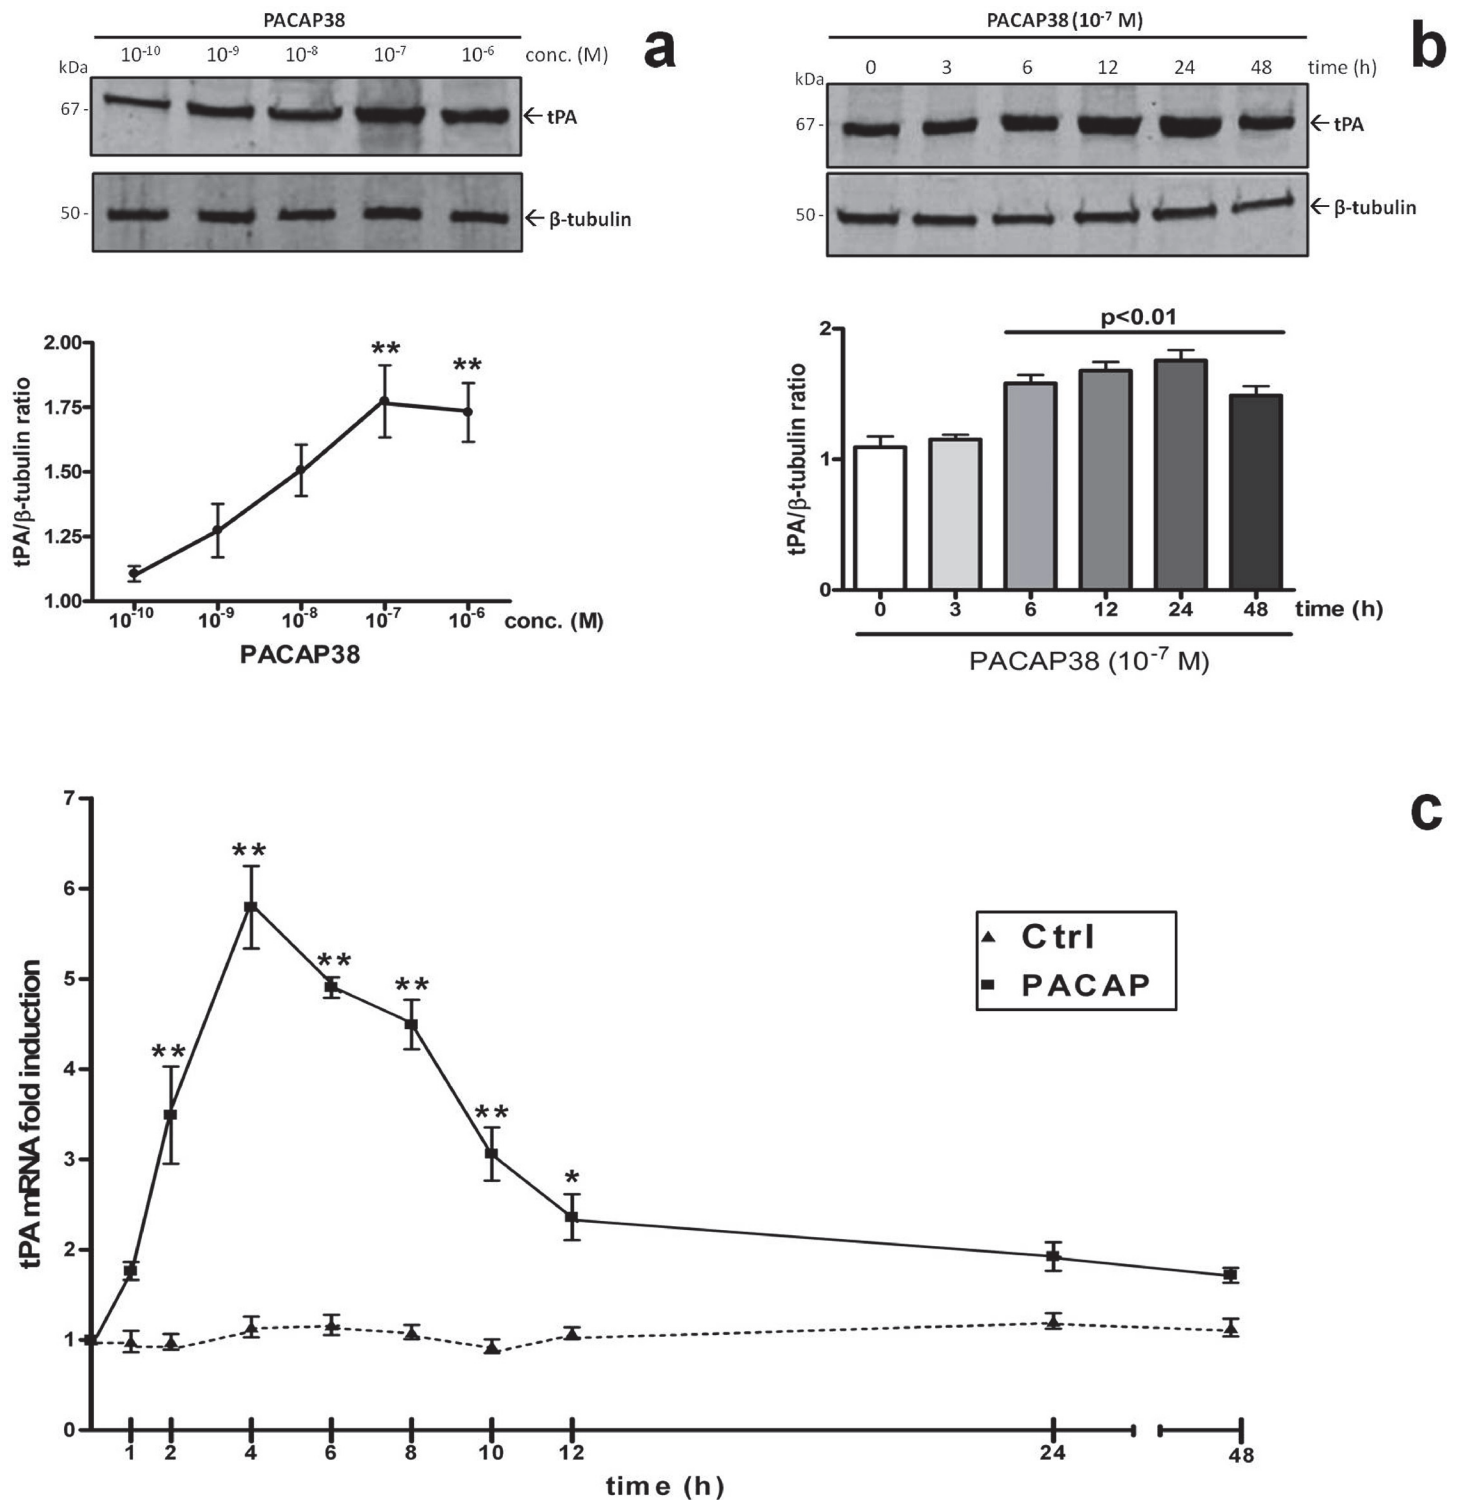 PACAP38
10⁻¹⁰ 10⁻⁹ 10⁻⁸ 10⁻⁷ 10⁻⁶ conc. (M)
a
kDa
67 -
←tPA
50 -
←β-tubulin
PACAP38 (10⁻⁷ M)
b
0 3 6 12 24 48 time (h)
kDa
67 -
←tPA
50 -
←β-tubulin
tPA/β-tubulin ratio
2.00
1.75
1.50
1.25
1.00
**
**
10⁻¹⁰ 10⁻⁹ 10⁻⁸ 10⁻⁷ 10⁻⁶ conc. (M)
PACAP38
tPA/β-tubulin ratio
2
1
0
p<0.01
0 3 6 12 24 48 time (h)
PACAP38 (10⁻⁷ M)
c
tPA mRNA fold induction
7
6
5
4
3
2
1
0
**
**
**
**
**
*
Ctrl
PACAP
1 2 4 6 8 10 12 24 48
time (h)